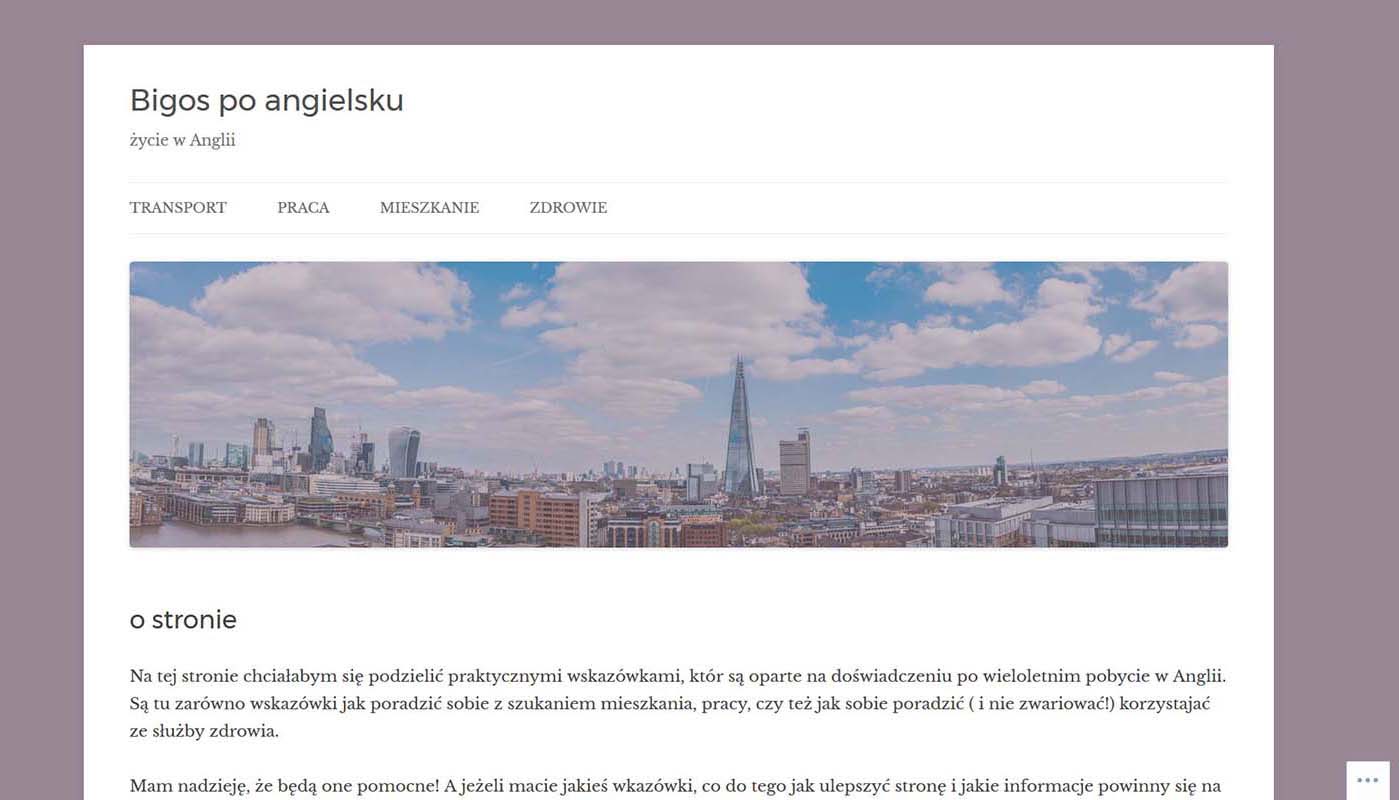 Bigos po angielsku
życie w Anglii
TRANSPORT PRACA MIESZKANIE ZDROWIE
o stronie
Na tej stronie chciałabym się podzielić praktycznymi wskazówkami, któr są oparte na doświadczeniu po wieloletnim pobycie w Anglii.
Są tu zarówno wskazówki jak poradzić sobie z szukaniem mieszkania, pracy, czy też jak sobie poradzić ( i nie zwariować!) korzystajać
ze służby zdrowia.
Mam nadzieję, że będą one pomocne! A jeżeli macie jakieś wkazówki, co do tego jak ulepszyć stronę i jakie informacje powinny się na